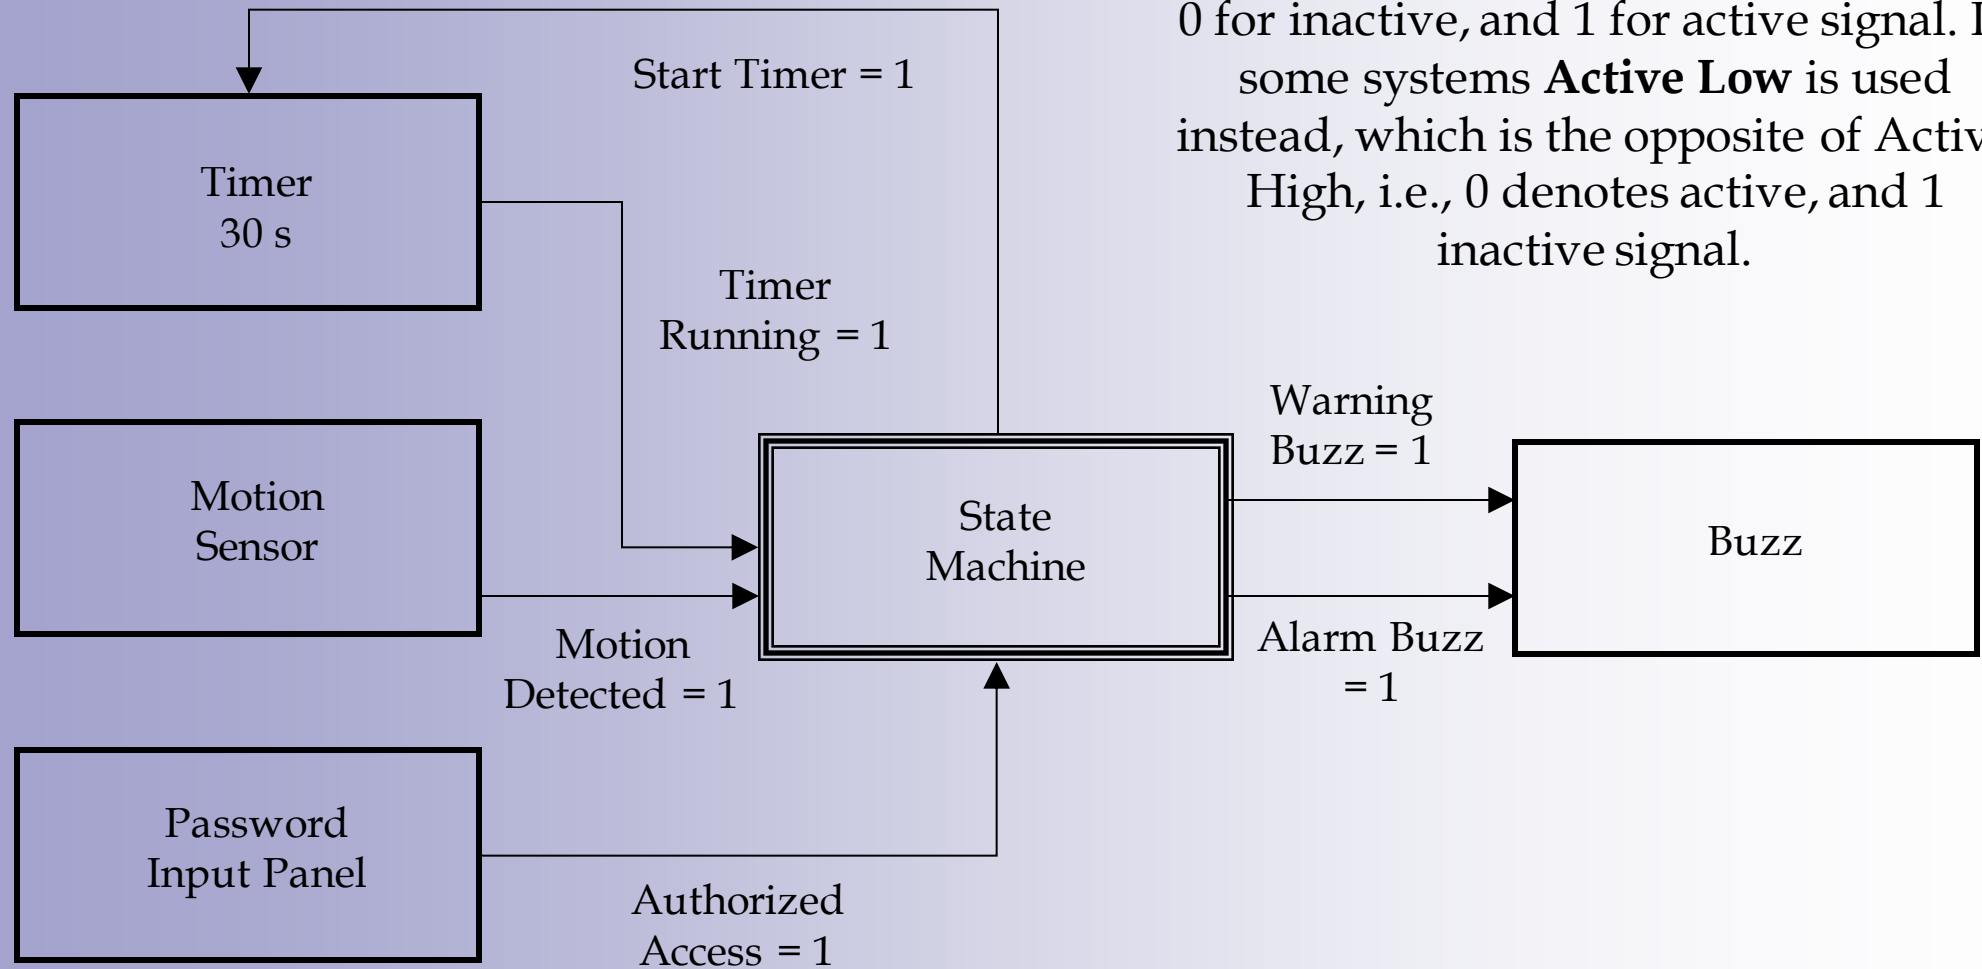 0 for inactive, and 1 for active signal.
some systems Active Low is used
instead, which is the opposite of
High, i.e., 0 denotes active, and 1
inactive signal.
Start Timer = 1
Timer
30 s
Timer
Running = 1
Motion
Sensor
Motion
Detected = 1
State
Machine
Warning
Buzz = 1
Buzz
Alarm Buzz
= 1
Password
Input Panel
Authorized
Access = 1